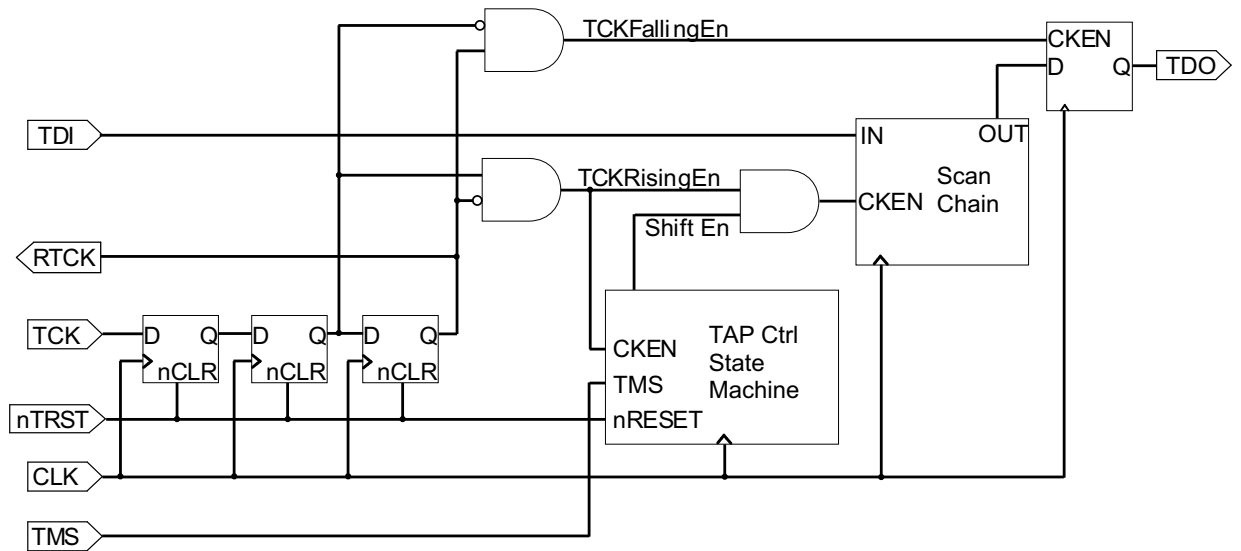 TCKFallingEn
CKEN
D Q
TDO
TDI
IN OUT
Scan
Chain
CKEN
TCKRisingEn
Shift En
RTCK
TCK
D Q
nCLR
D Q
nCLR
D Q
nCLR
TAP Ctrl
State
Machine
CKEN
TMS
nRESET
nTRST
CLK
TMS